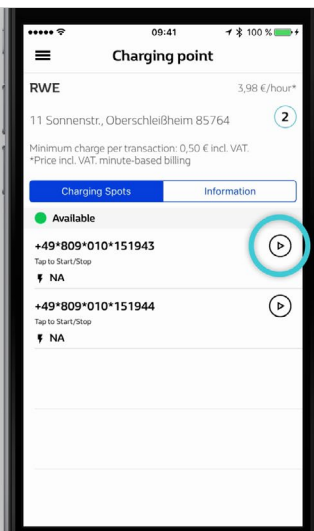 09:41
100 %
Charging point
RWE
3,98 €/hour*
11 Sonnenstr., Oberschleißheim 85764
2
Minimum charge per transaction: 0,50 € incl. VAT.
*Price incl. VAT. minute-based billing
Charging Spots
Information
Available
+49*809*010*151943
Tap to Start/Stop
NA
+49*809*010*151944
Tap to Start/Stop
NA